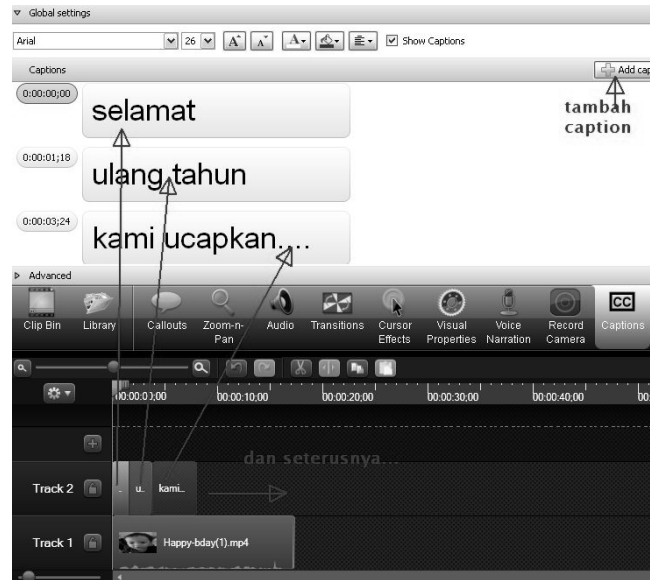 Global settings
Arial 26 Show Captions
Captions Add cap
0:00:00;00 selamat
tambah
caption
0:00:01;18 ulang tahun
0:00:03;24 kami ucapkan....
Advanced
Clip Bin Library Callouts Zoom-n-Pan Audio Transitions Cursor Effects Visual Properties Voice Narration Record Camera CC Captions
00:00:10;00 00:00:20;00 00:00:30;00 00:00:40;00
dan seterusnya...
Track 2 .. u.. kami...
Track 1 Happy-bday(1).mp4